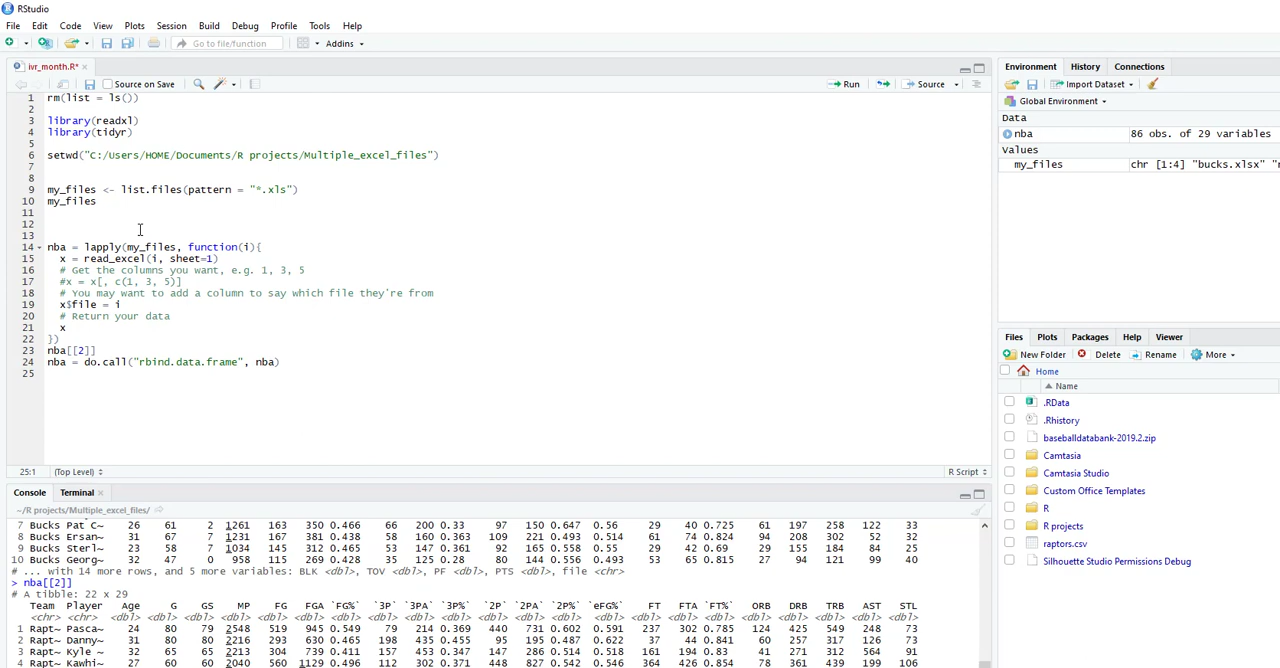 RStudio
File Edit Code View Plots Session Build Debug Profile Tools Help
Go to file/function Addins
ivr_month.R*
Source on Save Run Source
1 rm(list = ls())
2
3 library(readxl)
4 library(tidyr)
5
6 setwd("C:/Users/HOME/Documents/R projects/Multiple_excel_files")
7
8
9 my_files <- list.files(pattern = "*.xls")
10 my_files
11
12
13
14 nba = lapply(my_files, function(i){
15 x = read_excel(i, sheet=1)
16 # Get the columns you want, e.g. 1, 3, 5
17 #x = x[, c(1, 3, 5)]
18 # You may want to add a column to say which file they're from
19 x$file = i
20 # Return your data
21 x
22 })
23 nba[[2]]
24 nba = do.call("rbind.data.frame", nba)
25
25:1 (Top Level) R Script
Console Terminal
~/R projects/Multiple_excel_files/
7 Bucks Pat C~ 26 61 2 1261 350 0.466 66 200 0.33 97 150 0.647 0.56 29 40 0.725 61 197 258 122 33
8 Bucks Ersan~ 31 67 7 1231 167 381 0.438 58 160 0.363 109 221 0.493 0.514 61 74 0.824 94 208 302 52 32
9 Bucks Sterl~ 23 58 7 1034 145 312 0.465 53 147 0.361 92 165 0.558 0.55 29 42 0.69 29 155 184 84 25
10 Bucks Georg~ 32 47 0 958 115 269 0.428 35 125 0.28 80 144 0.556 0.493 53 65 0.815 27 94 121 99 40
# ... with 14 more rows, and 5 more variables: BLK <dbl>, TOV <dbl>, PF <dbl>, PTS <dbl>, file <chr>
> nba[[2]]
# A tibble: 22 x 29
Team Player Age G GS MP FG FGA `FG%` `3P` `3PA` `3P%` `2P` `2PA` `2P%` `eFG%` FT FTA `FT%` ORB DRB TRB AST STL
<chr> <chr> <dbl> <dbl> <dbl> <dbl> <dbl> <dbl> <dbl> <dbl> <dbl> <dbl> <dbl> <dbl> <dbl> <dbl> <dbl> <dbl> <dbl> <dbl> <dbl> <dbl> <dbl> <dbl>
1 Rapt~ Pasca~ 24 80 79 2548 519 945 0.549 79 214 0.369 440 731 0.602 0.591 237 302 0.785 124 425 549 248 73
2 Rapt~ Danny~ 31 80 80 2216 293 630 0.465 198 435 0.455 95 195 0.487 0.622 37 44 0.841 60 257 317 126 73
3 Rapt~ Kyle ~ 32 65 65 2213 304 739 0.411 157 453 0.347 147 286 0.514 0.518 161 194 0.83 41 271 312 564 91
4 Rapt~ Kawhi~ 27 60 60 2040 564 1129 0.496 112 302 0.371 448 827 0.542 0.546 364 426 0.854 78 361 439 199 106
Environment History Connections
Import Dataset
Global Environment
Data
nba 86 obs. of 29 variables
Values
my_files chr [1:4] "bucks.xlsx"
Files Plots Packages Help Viewer
New Folder Delete Rename More
Home
Name
.RData
.Rhistory
baseballdatabank-2019.2.zip
Camtasia
Camtasia Studio
Custom Office Templates
R
R projects
raptors.csv
Silhouette Studio Permissions Debug